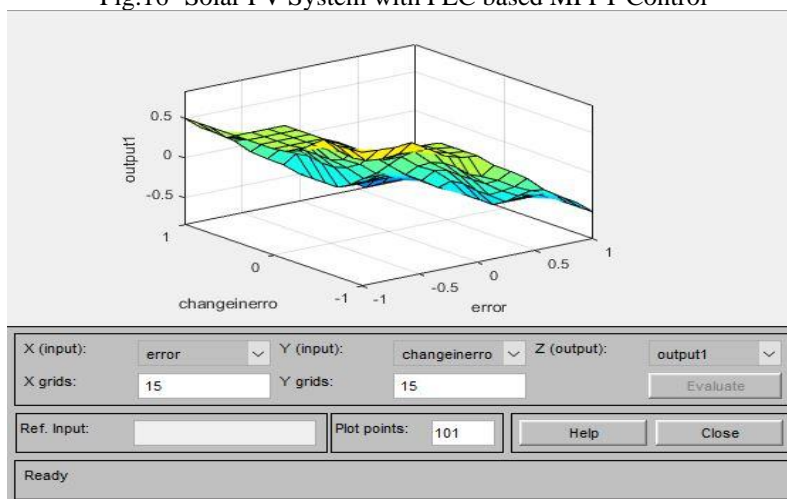 Fig.16 Solar PV System with FLC based MPPT Control
0.5
0
-0.5
output1
1
0
-1
changeinerro
-1
-0.5
0
0.5
1
error
X (input): error Y (input): changeinerro Z (output): output1
X grids: 15 Y grids: 15 Evaluate
Ref. Input: Plot points: 101 Help Close
Ready